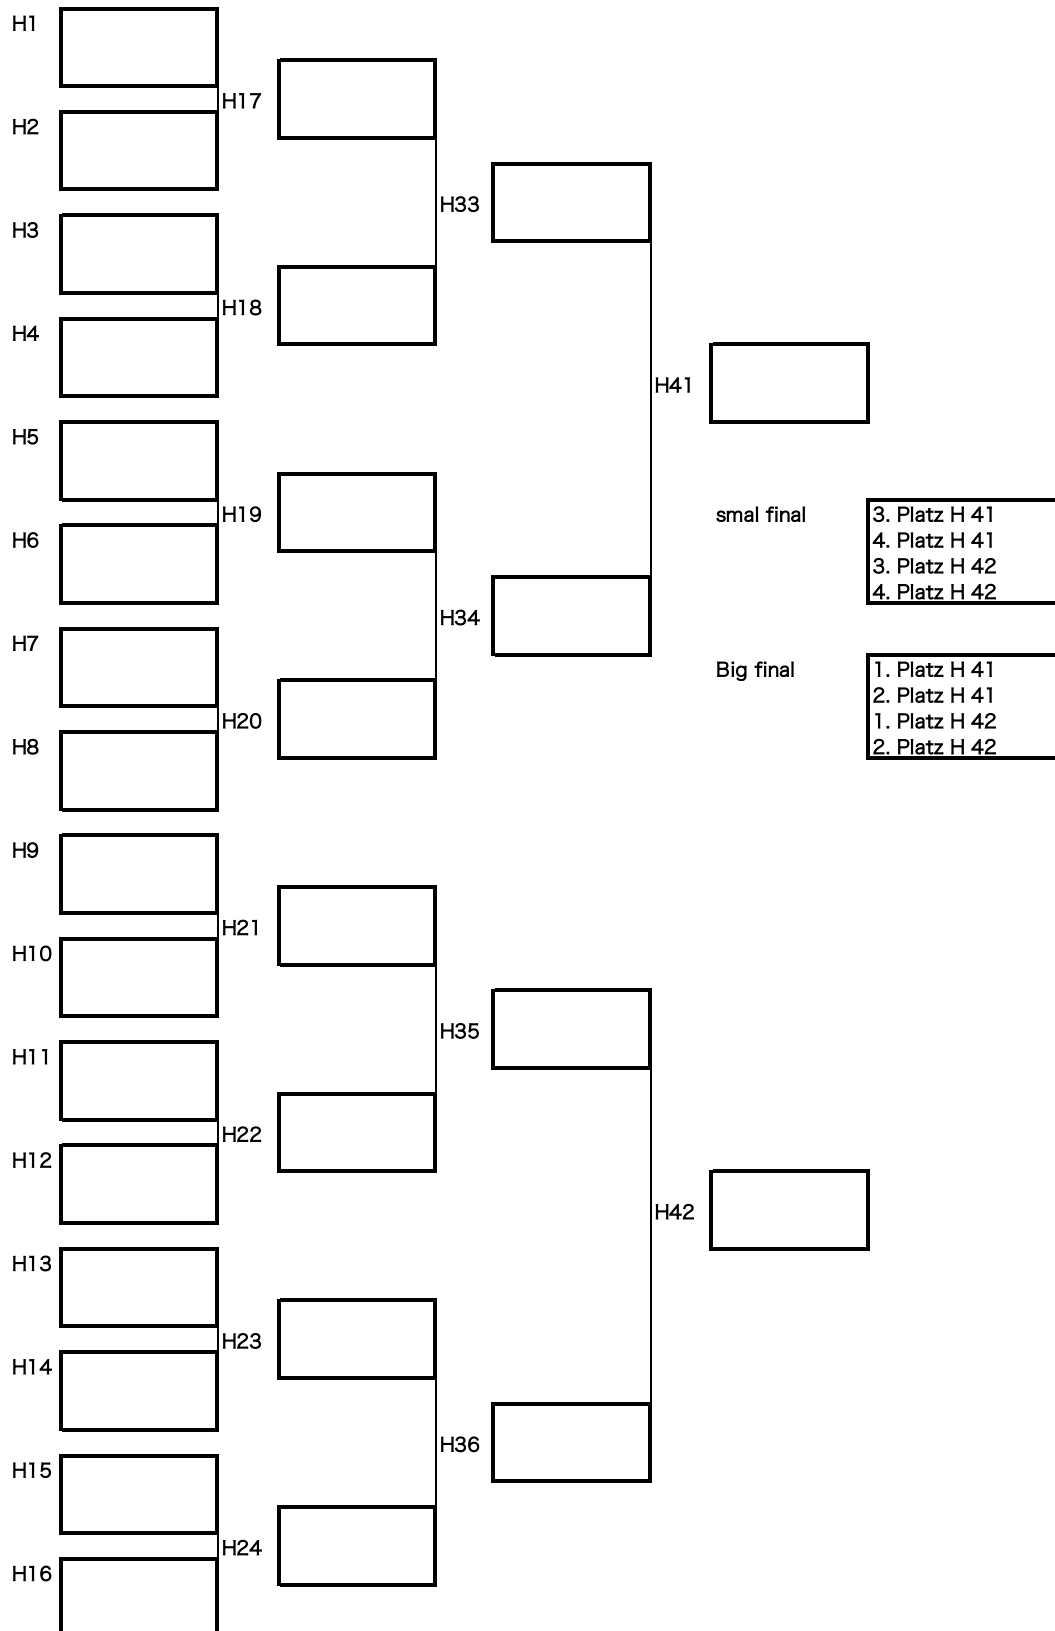 H1
H17
H2
H33
H3
H18
H4
H41
H5
H19
smal final
3. Platz H 41
4. Platz H 41
3. Platz H 42
4. Platz H 42
H6
H34
H7
Big final
1. Platz H 41
2. Platz H 41
1. Platz H 42
2. Platz H 42
H20
H8
H9
H21
H10
H35
H11
H22
H12
H42
H13
H23
H14
H36
H15
H24
H16